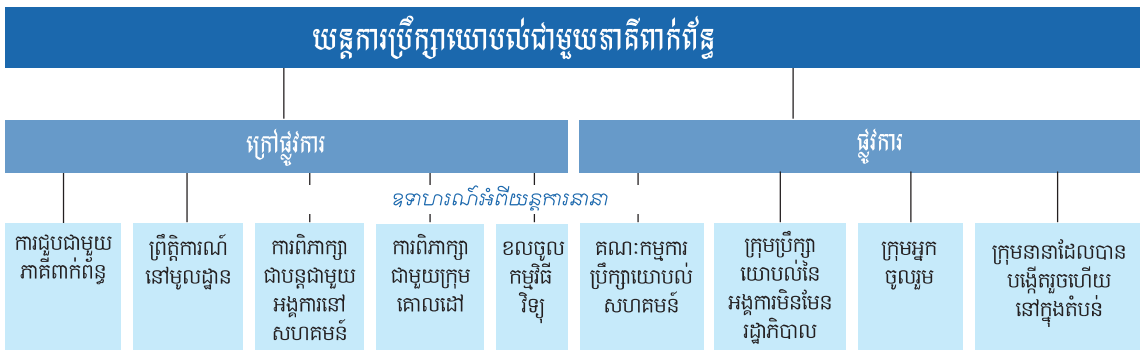 យន្តការប្រឹក្សាយោបល់ជាមួយភាគីពាក់ព័ន្ធ
ក្រៅផ្លូវការ
ផ្លូវការ
ឧទាហរណ៍អំពីយន្តការនានា
ការជួបជាមួយ
ភាគីពាក់ព័ន្ធ
ព្រឹត្តិការណ៍
នៅមូលដ្ឋាន
ការពិភាក្សា
ជាបន្តជាមួយ
អង្គការនៅ
សហគមន៍
ការពិភាក្សា
ជាមួយក្រុម
គោលដៅ
ខលចូល
កម្មវិធី
វិទ្យុ
គណៈកម្មការ
ប្រឹក្សាយោបល់
សហគមន៍
ក្រុមប្រឹក្សា
យោបល់នៃ
អង្គការមិនមែន
រដ្ឋាភិបាល
ក្រុមអ្នក
ចូលរួម
ក្រុមនានាដែលបាន
បង្កើតរួចហើយ
នៅក្នុងតំបន់